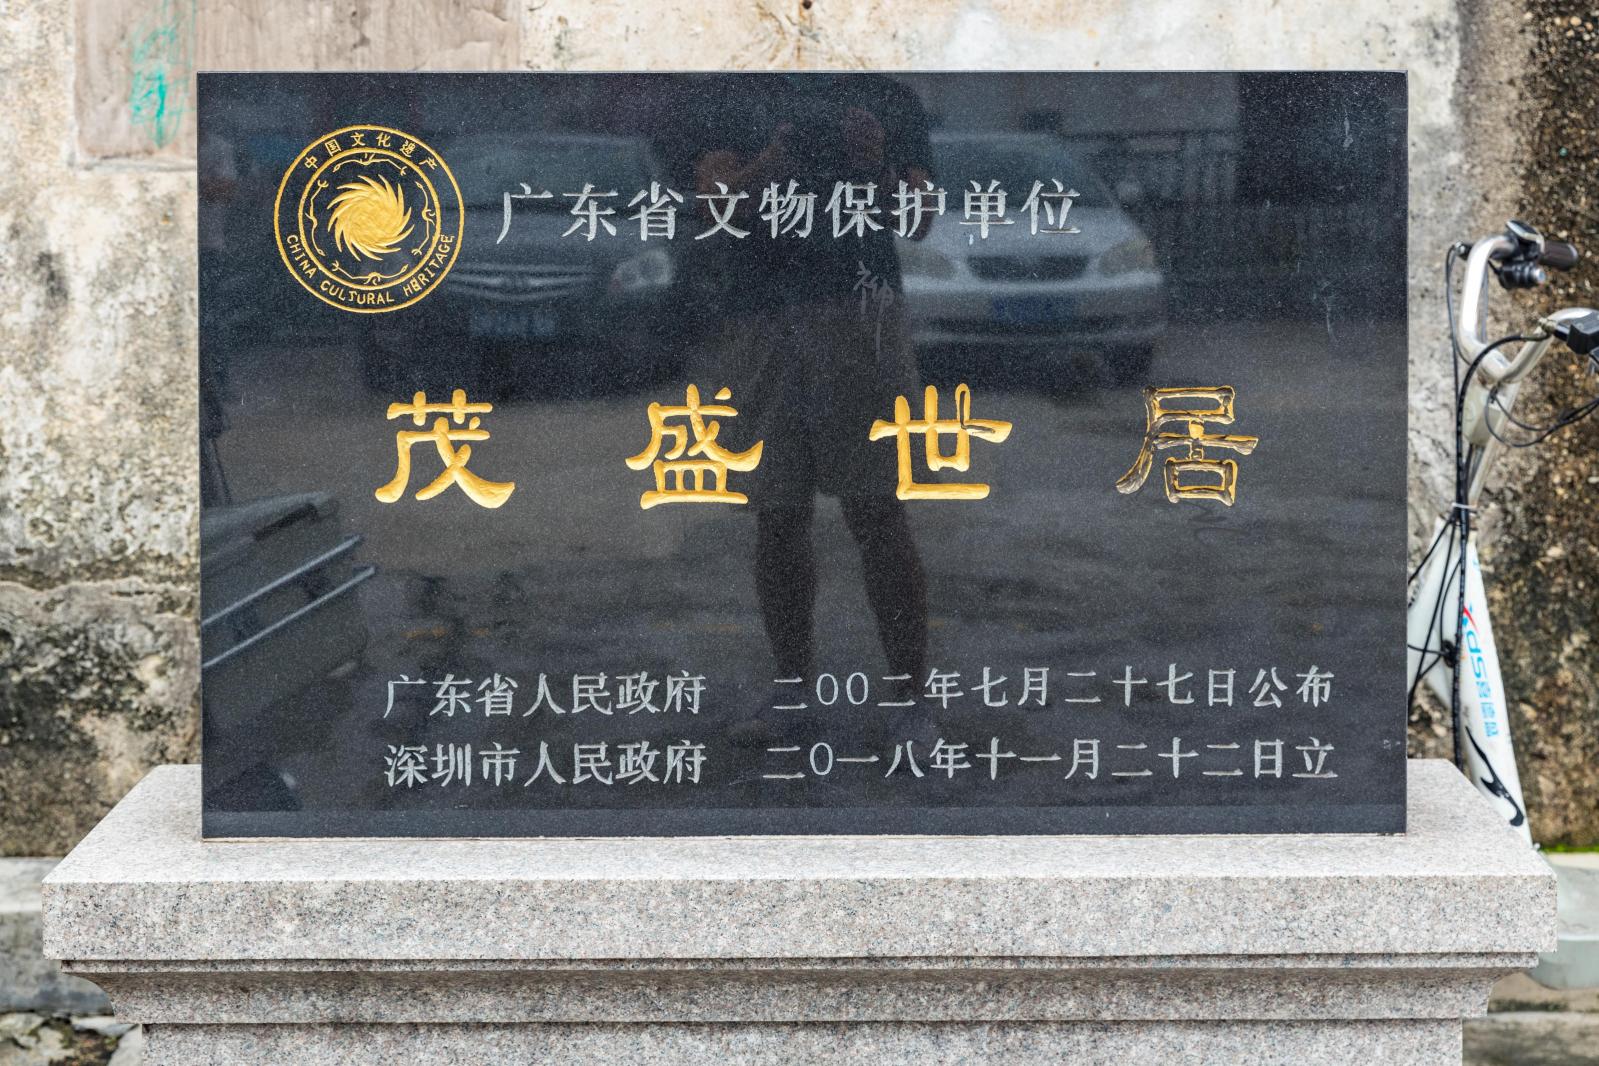 中国文化遗产
CHINA CULTURAL HERITAGE
广东省文物保护单位
茂盛世居
广东省人民政府 二00二年七月二十七日公布
深圳市人民政府 二0一八年十一月二十二日立